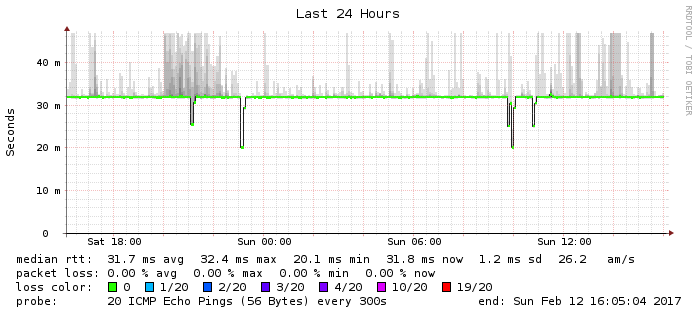 Last 24 Hours
RRDTOOL / TOBI OETIKER
Seconds
40 m
30 m
20 m
10 m
0
Sat 18:00 Sun 00:00 Sun 06:00 Sun 12:00
median rtt: 31.7 ms avg 32.4 ms max 20.1 ms min 31.8 ms now 1.2 ms sd 26.2 am/s
packet loss: 0.00 % avg 0.00 % max 0.00 % min 0.00 % now
loss color: 0 1/20 2/20 3/20 4/20 10/20 19/20
probe: 20 ICMP Echo Pings (56 Bytes) every 300s end: Sun Feb 12 16:05:04 2017